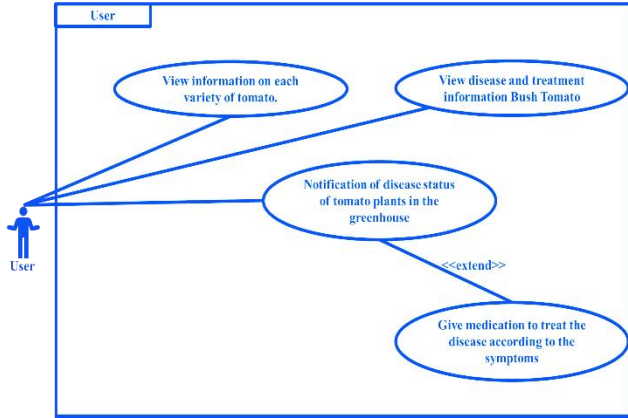 User
View information on each
variety of tomato.
View disease and treatment
information Bush Tomato
Notification of disease status
of tomato plants in the
greenhouse
User
<<extend>>
Give medication to treat the
disease according to the
symptoms